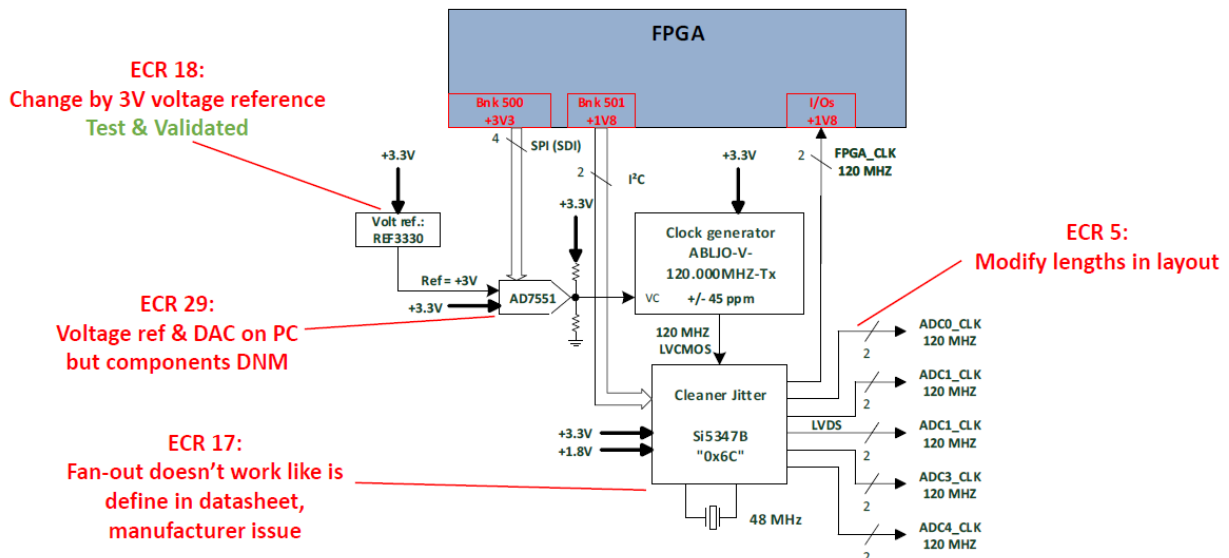 FPGA
ECR 18:
Change by 3V voltage reference
Test & Validated
Bnk 500
+3V3
Bnk 501
+1V8
I/Os
+1V8
4
SPI (SDI)
2
I²C
2
FPGA_CLK
120 MHZ
+3.3V
+3.3V
+3.3V
Volt ref.:
REF3330
Clock generator
ABLJO-V-
120.000MHZ-Tx
+/- 45 ppm
VC
ECR 5:
Modify lengths in layout
Ref = +3V
AD7551
+3.3V
ECR 29:
Voltage ref & DAC on PC
but components DNM
120 MHZ
LVCMOS
ADC0_CLK
120 MHZ
2
Cleaner Jitter
Si5347B
"0x6C"
ADC1_CLK
120 MHZ
2
LVDS
ADC1_CLK
120 MHZ
2
+3.3V
+1.8V
ECR 17:
Fan-out doesn't work like is
define in datasheet,
manufacturer issue
ADC3_CLK
120 MHZ
2
48 MHz
ADC4_CLK
120 MHZ
2